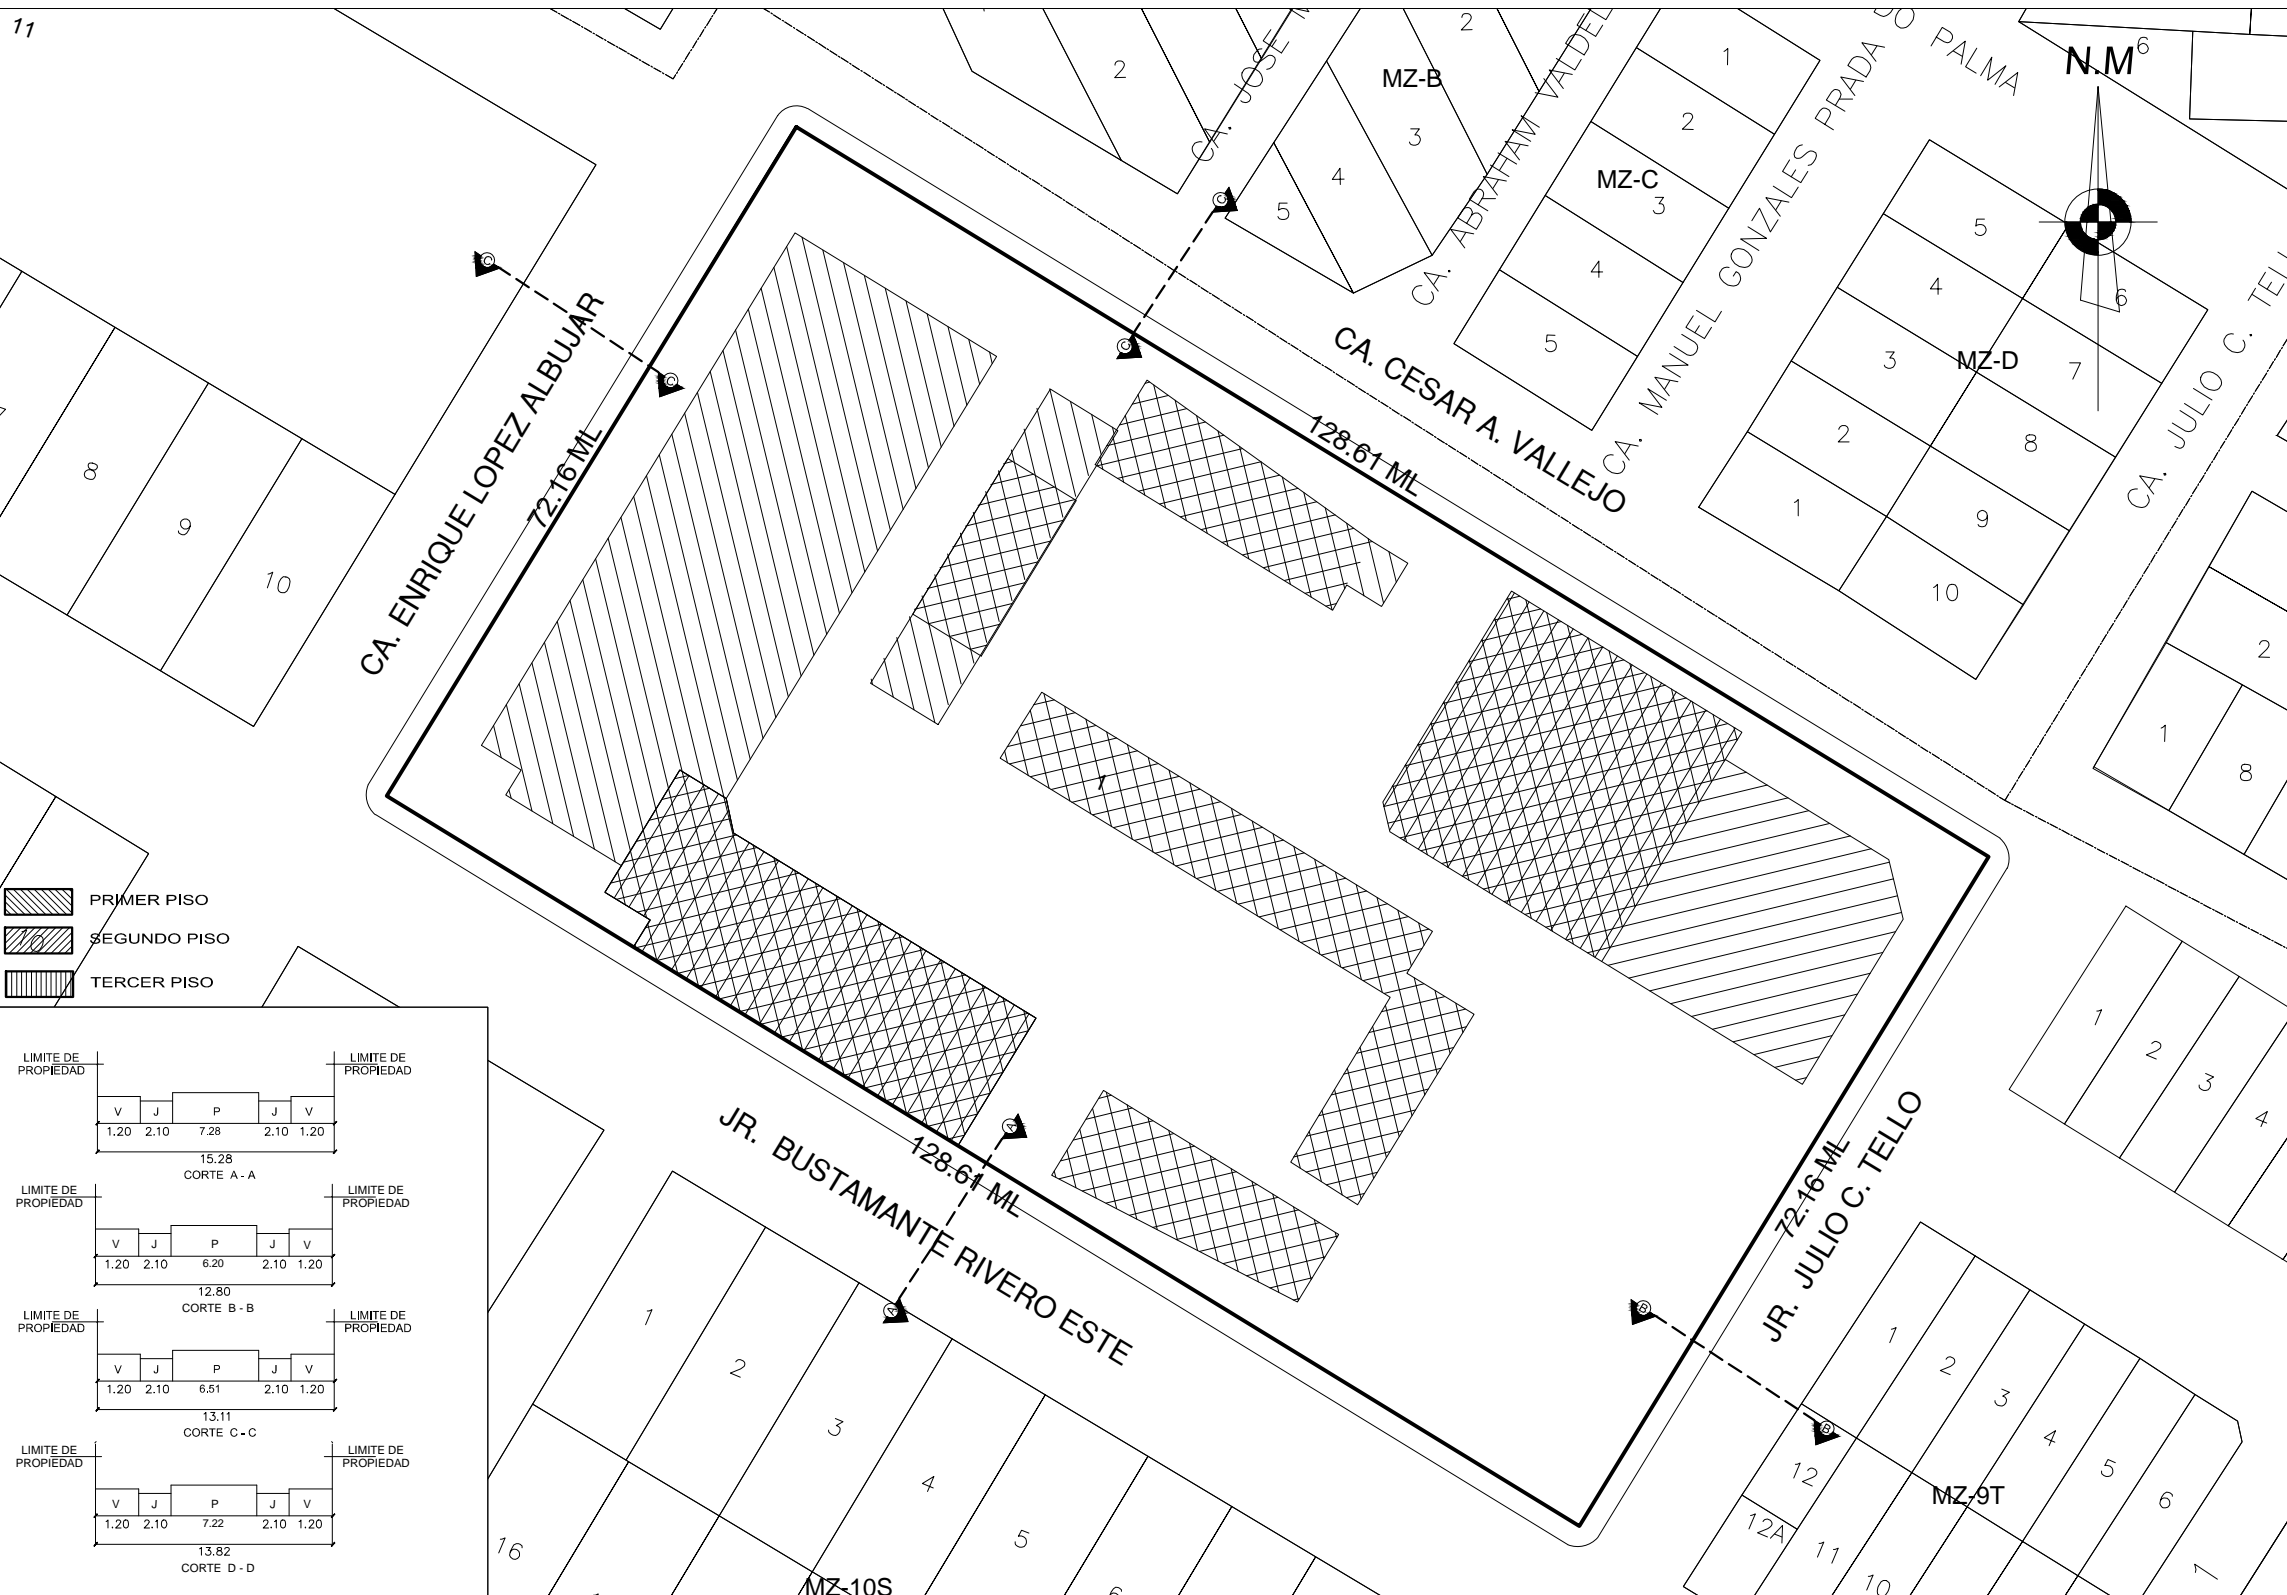 11
2
CA. JOSE
2
MZ-B
3
4
5
CA. ABRAHAM
1
2
MZ-C
3
4
5
CA. MANUEL GONZALES PRADA
PALMA
N.M
6
5
4
6
3
MZ-D
7
2
8
1
9
10
CA. JULIO C.
2
1
8
CA. ENRIQUE LOPEZ ALBUJAR
72.16 ML
C
C
C
C
CA. CESAR A. VALLEJO
128.61 ML
8
9
10
1
PRIMER PISO
10
SEGUNDO PISO
TERCER PISO
LIMITE DE
PROPIEDAD
LIMITE DE
PROPIEDAD
V J P J V
1.20 2.10 7.28 2.10 1.20
15.28
CORTE A - A
LIMITE DE
PROPIEDAD
LIMITE DE
PROPIEDAD
V J P J V
1.20 2.10 6.20 2.10 1.20
12.80
CORTE B - B
LIMITE DE
PROPIEDAD
LIMITE DE
PROPIEDAD
V J P J V
1.20 2.10 6.51 2.10 1.20
13.11
CORTE C - C
LIMITE DE
PROPIEDAD
LIMITE DE
PROPIEDAD
V J P J V
1.20 2.10 7.22 2.10 1.20
13.82
CORTE D - D
JR. BUSTAMANTE RIVERO ESTE
128.61 ML
A
A
72.16 ML
JR. JULIO C. TELLO
B
B
1
2
3
4
1
2
3
4
5
6
12
12A
11
10
1
MZ-9T
1
2
3
4
5
16
MZ-10S